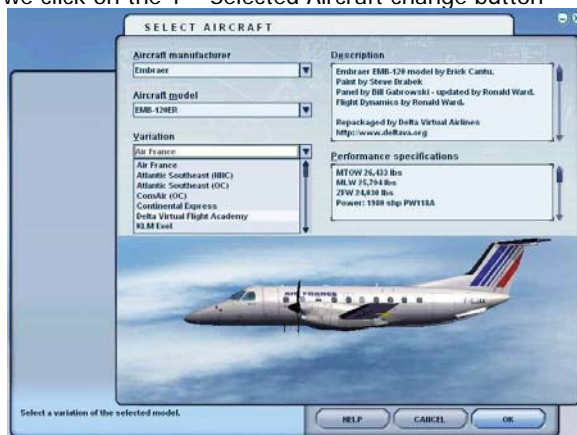 we click on the "Selected Aircraft change button
SELECT AIRCRAFT
Aircraft manufacturer
Embraer
Aircraft model
EMB-120ER
Variation
Air France
Air France
Atlantic Southeast (NHC)
Atlantic Southeast (OC)
ComAir (OC)
Continental Express
Delta Virtual Flight Academy
KLM Exel
Description
Embraer EMB-120 model by Erick Cantu.
Paint by Steve Drabek
Panel by Bill Gabrowski - updated by Ronald Ward.
Flight Dynamics by Ronald Ward.
Repackaged by Delta Virtual Airlines
http://www.deltava.org
Performance specifications
MTOW 26,433 lbs
MLW 25,794 lbs
ZFW 24,030 lbs
Power: 1980 shp PW118A
AIR FRANCE
Select a variation of the selected model.
HELP
CANCEL
OK